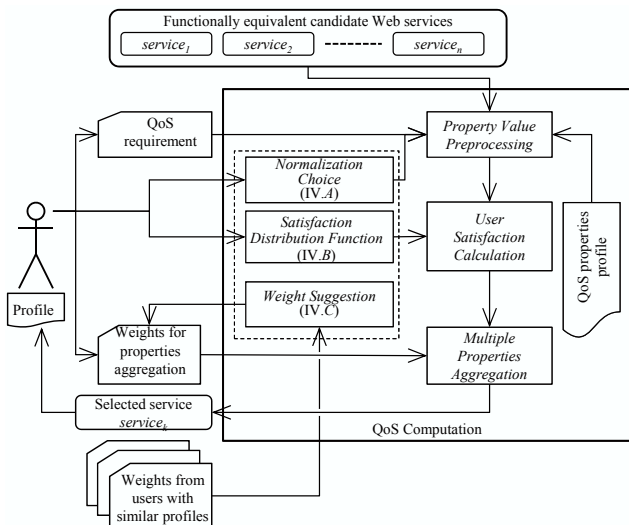 Functionally equivalent candidate Web services
service1 service2 servicen
QoS
requirement
Property Value
Preprocessing
Normalization
Choice
(IV.A)
Satisfaction
Distribution Function
(IV.B)
User
Satisfaction
Calculation
QoS properties
profile
Profile
Weight Suggestion
(IV.C)
Weights for
properties
aggregation
Multiple
Properties
Aggregation
Selected service
servicek
QoS Computation
Weights from
users with
similar profiles